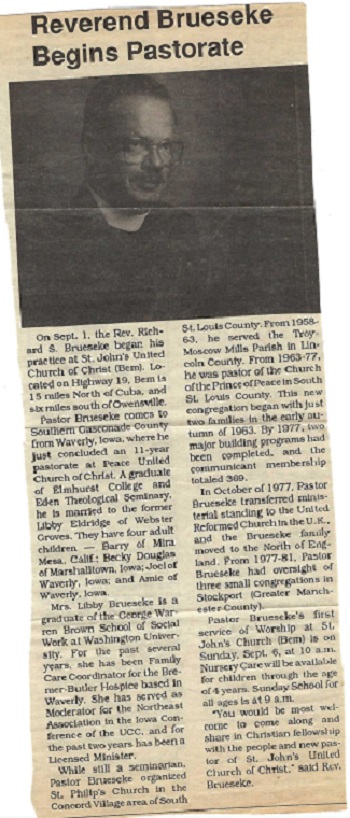 Reverend Brueseke
Begins Pastorate
On Sept. 1, the Rev. Rich-
ard S. Brueseke began his
practice at St. John's United
Church of Christ (Bem). Lo-
cated on Highway 19, Bem is
15 miles North of Cuba, and
six miles south of Owensville.
Pastor Brueseke comes to
Southern Gasconade County
from Waverly, Iowa, where he
just concluded an 11-year
pastorate at Peace United
Church of Christ. A graduate
of Elmhurst College and
Eden Theological Seminary,
he is married to the former
Libby Eldridge of Webster
Groves. They have four adult
children — Barry of Mira
Mesa, Calif.; Becky Douglas
of Marshalltown, Iowa; Joel of
Waverly, Iowa; and Amie of
Waverly, Iowa.
Mrs. Libby Brueseke is a
graduate of the George War-
ren Brown School of Social
Work at Washington Univer-
sity. For the past several
years, she has been Family
Care Coordinator for the Bre-
mer-Butler Hospice based in
Waverly. She has served as
Moderator for the Northeast
Association in the Iowa Con-
ference of the UCC, and for
the past two years has been a
Licensed Minister.
While still a seminarian,
Pastor Brueseke organized
St. Philip's Church in the
Concord Village area of South
St. Louis County. From 1958-
63, he served the Troy-
Moscow Mills Parish in Lin-
coln County. From 1963-77,
he was pastor of the Church
of the Prince of Peace in South
St. Louis County. This new
congregation began with just
two families in the early au-
tumn of 1963. By 1977, two
major building programs had
been completed, and the
communicant membership
totaled 369.
In October of 1977, Pastor
Brueseke transferred minis-
terial standing to the United
Reformed Church in the U.K.,
and the Brueseke family
moved to the North of Eng-
land. From 1977-81, Pastor
Brueseke had oversight of
three small congregations in
Stockport (Greater Manch-
ester County).
Pastor Brueseke's first
service of Worship at St.
John's Church (Bem) is on
Sunday, Sept. 6, at 10 a.m.
Nursery Care will be available
for children through the age
of 4 years. Sunday School for
all ages is at 9 a.m.
"You would be most wel-
come to come along and
share in Christian fellowship
with the people and new pas-
tor of St. John's United
Church of Christ," said Rev.
Brueseke.